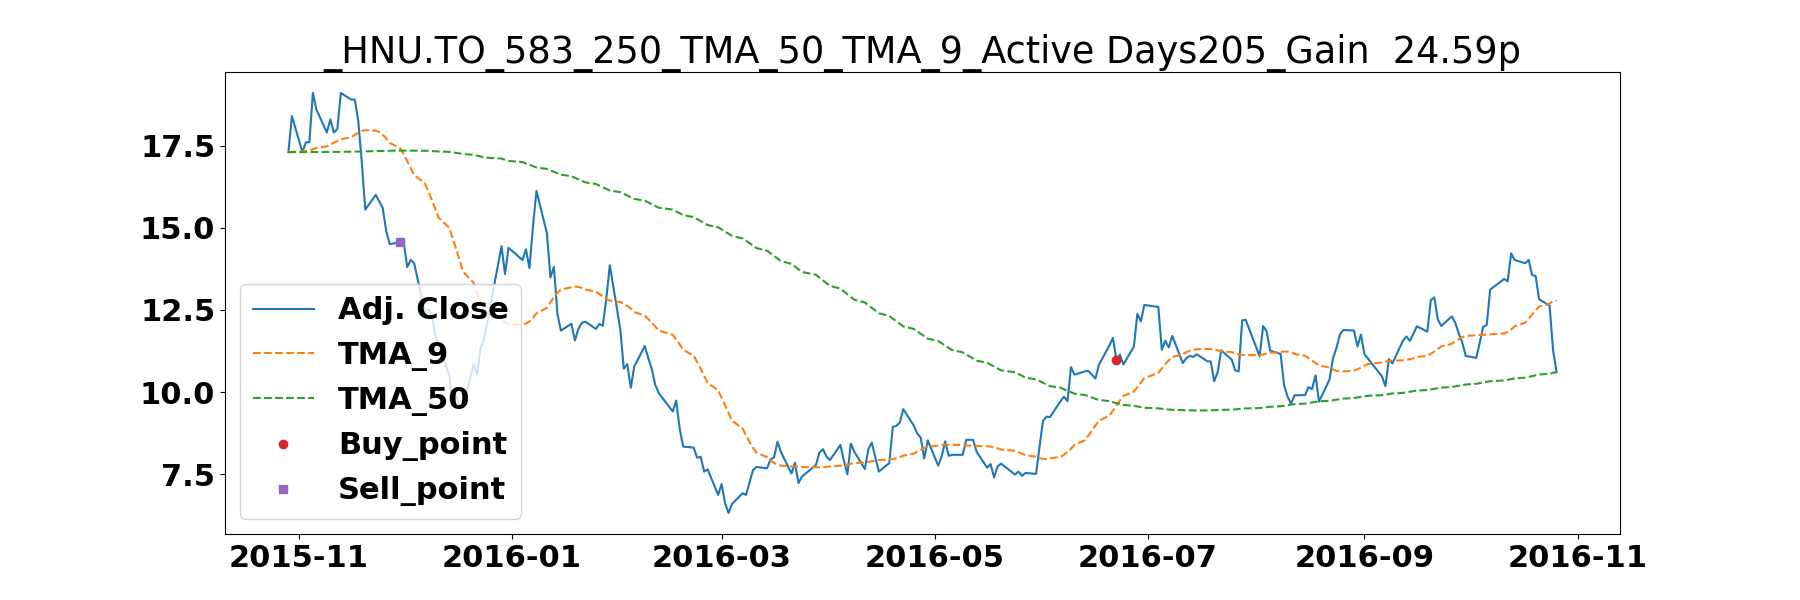 _HNU.TO_583_250_TMA_50_TMA_9_Active Days205_Gain  24.59p
17.5
15.0
12.5
10.0
7.5
Adj. Close
TMA_9
TMA_50
Buy_point
Sell_point
2015-11 2016-01 2016-03 2016-05 2016-07 2016-09 2016-11